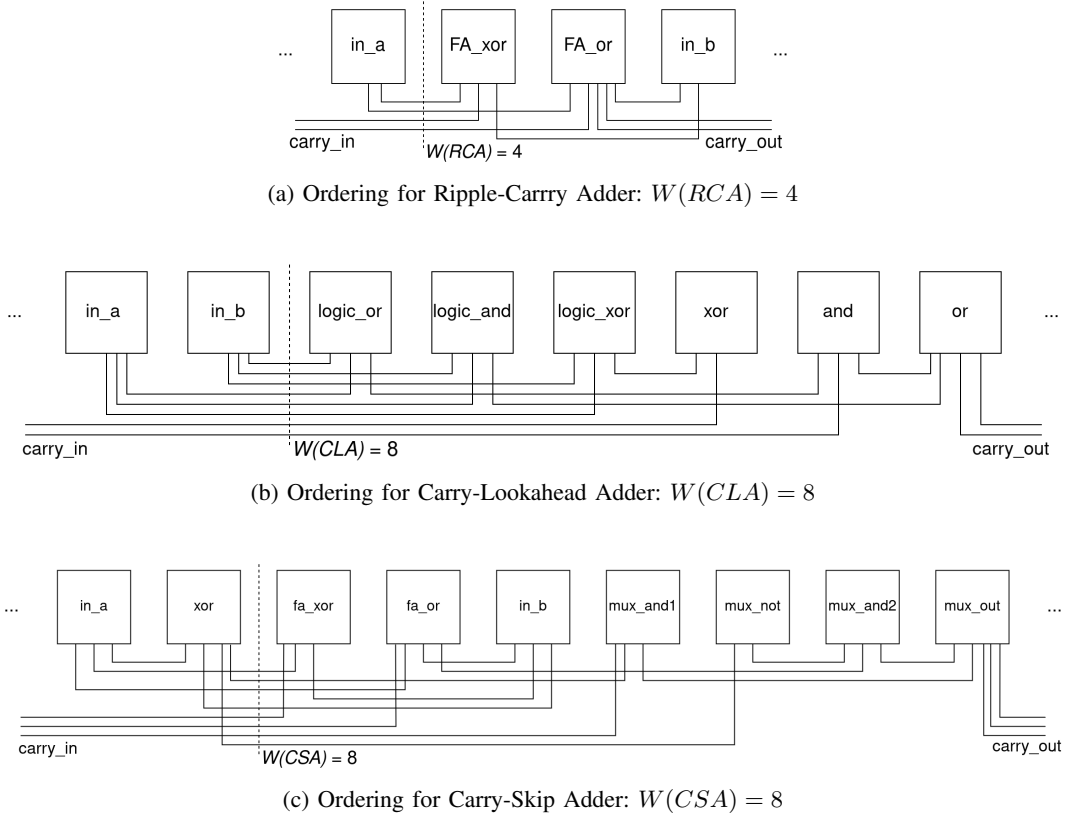 ... in_a FA_xor FA_or in_b ...
carry_in W(RCA) = 4 carry_out
(a) Ordering for Ripple-Carrry Adder: W(RCA) = 4
... in_a in_b logic_or logic_and logic_xor xor and or ...
carry_in W(CLA) = 8 carry_out
(b) Ordering for Carry-Lookahead Adder: W(CLA) = 8
... in_a xor fa_xor fa_or in_b mux_and1 mux_not mux_and2 mux_out ...
carry_in W(CSA) = 8 carry_out
(c) Ordering for Carry-Skip Adder: W(CSA) = 8